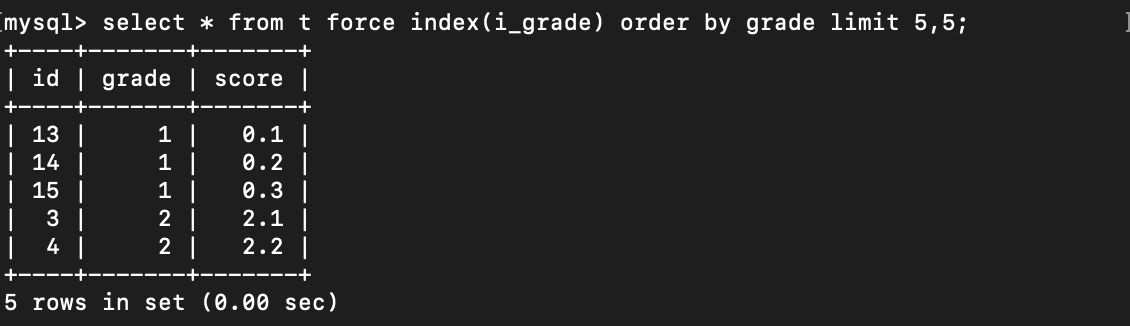 [mysql> select * from t force index(i_grade) order by grade limit 5,5; ]
+----+-------+-------+
| id | grade | score |
+----+-------+-------+
| 13 |     1 |   0.1 |
| 14 |     1 |   0.2 |
| 15 |     1 |   0.3 |
|  3 |     2 |   2.1 |
|  4 |     2 |   2.2 |
+----+-------+-------+
5 rows in set (0.00 sec)